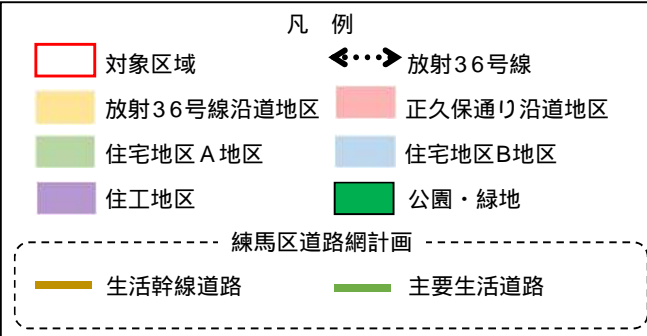 凡　例
対象区域　放射36号線
放射36号線沿道地区　正久保通り沿道地区
住宅地区A地区　住宅地区B地区
住工地区　公園・緑地
練馬区道路網計画
生活幹線道路　主要生活道路